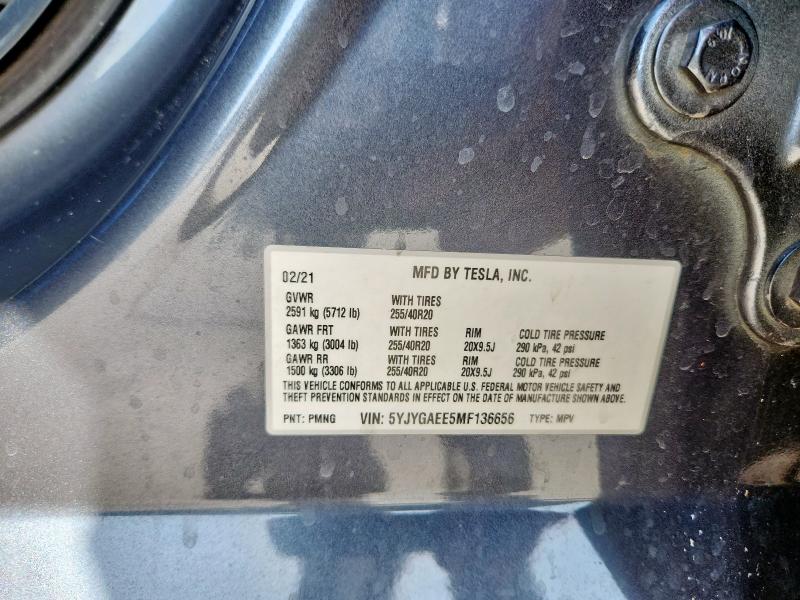 02/21 MFD BY TESLA, INC.
GVWR WITH TIRES
2591 kg (5712 lb) 255/40R20
GAWR FRT WITH TIRES RIM COLD TIRE PRESSURE
1363 kg (3004 lb) 255/40R20 20X9.5J 290 kPa, 42 psi
GAWR RR WITH TIRES RIM COLD TIRE PRESSURE
1500 kg (3306 lb) 255/40R20 20X9.5J 290 kPa, 42 psi
THIS VEHICLE CONFORMS TO ALL APPLICABLE U.S. FEDERAL MOTOR VEHICLE SAFETY AND
THEFT PREVENTION STANDARDS IN EFFECT ON THE DATE OF MANUFACTURE SHOWN ABOVE.
PNT: PMNG VIN: 5YJYGAEE5MF136656 TYPE: MPV